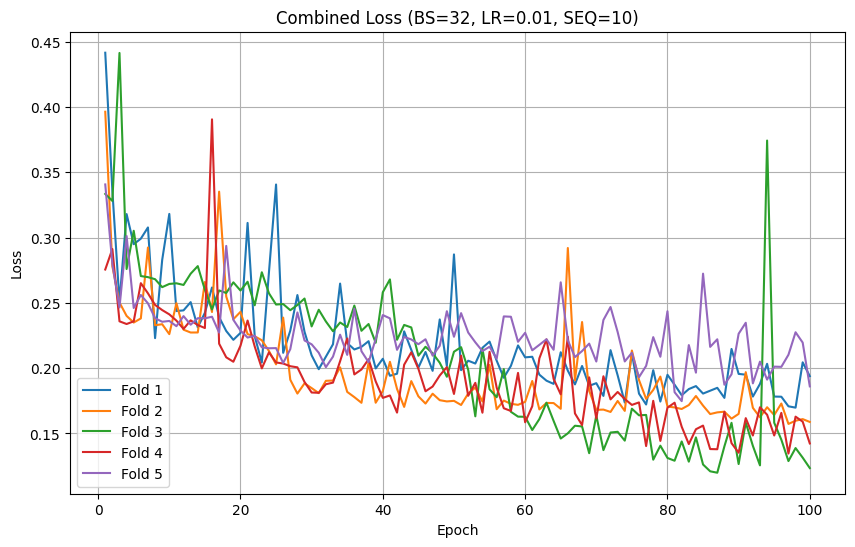 Combined Loss (BS=32, LR=0.01, SEQ=10)
Loss
0.45
0.40
0.35
0.30
0.25
0.20
0.15
Fold 1
Fold 2
Fold 3
Fold 4
Fold 5
0 20 40 60 80 100
Epoch